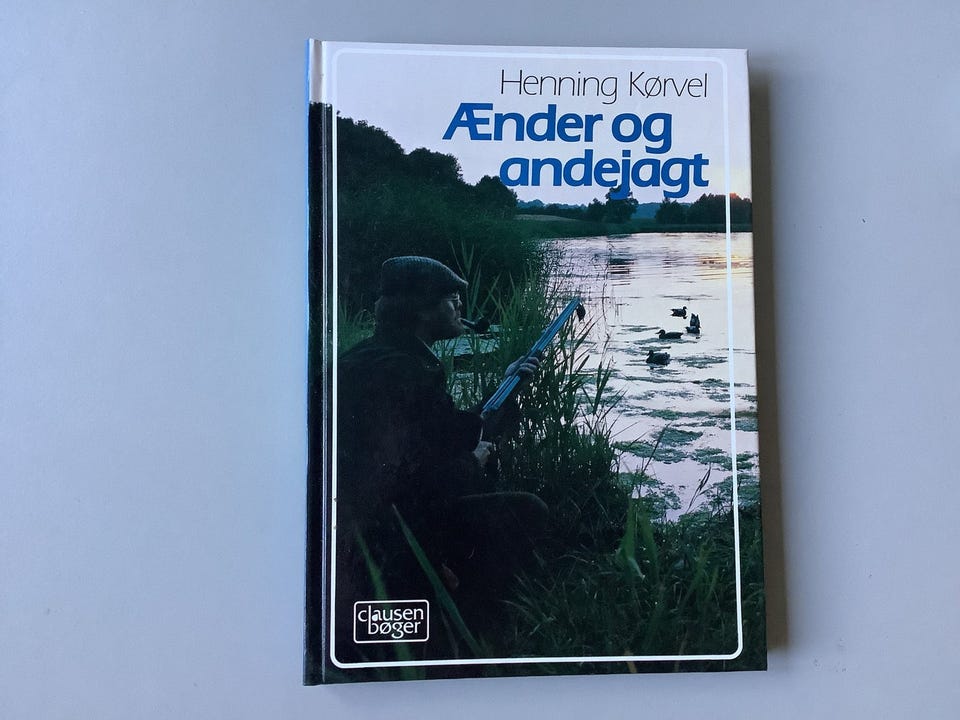 Henning Kørvel
Ænder og
andejagt
clausen
bøger